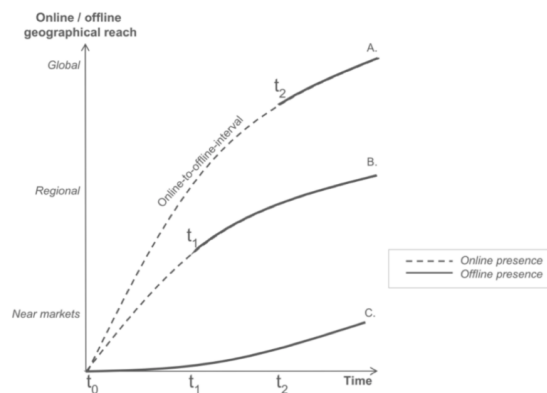 Online / offline
geographical reach
Global
A.
t2
Online-to-offline-interval
B.
Regional
t1
Online presence
Offline presence
Near markets
C.
t0
t1
t2
Time